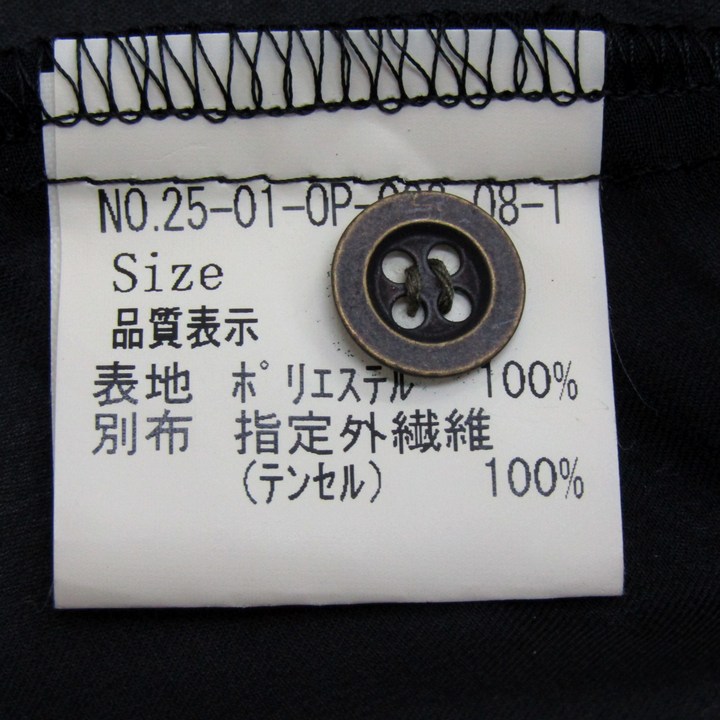 NO.25-01-OP- 08-1
Size
品質表示
表地 ポリエステル 100%
別布 指定外繊維
(テンセル) 100%